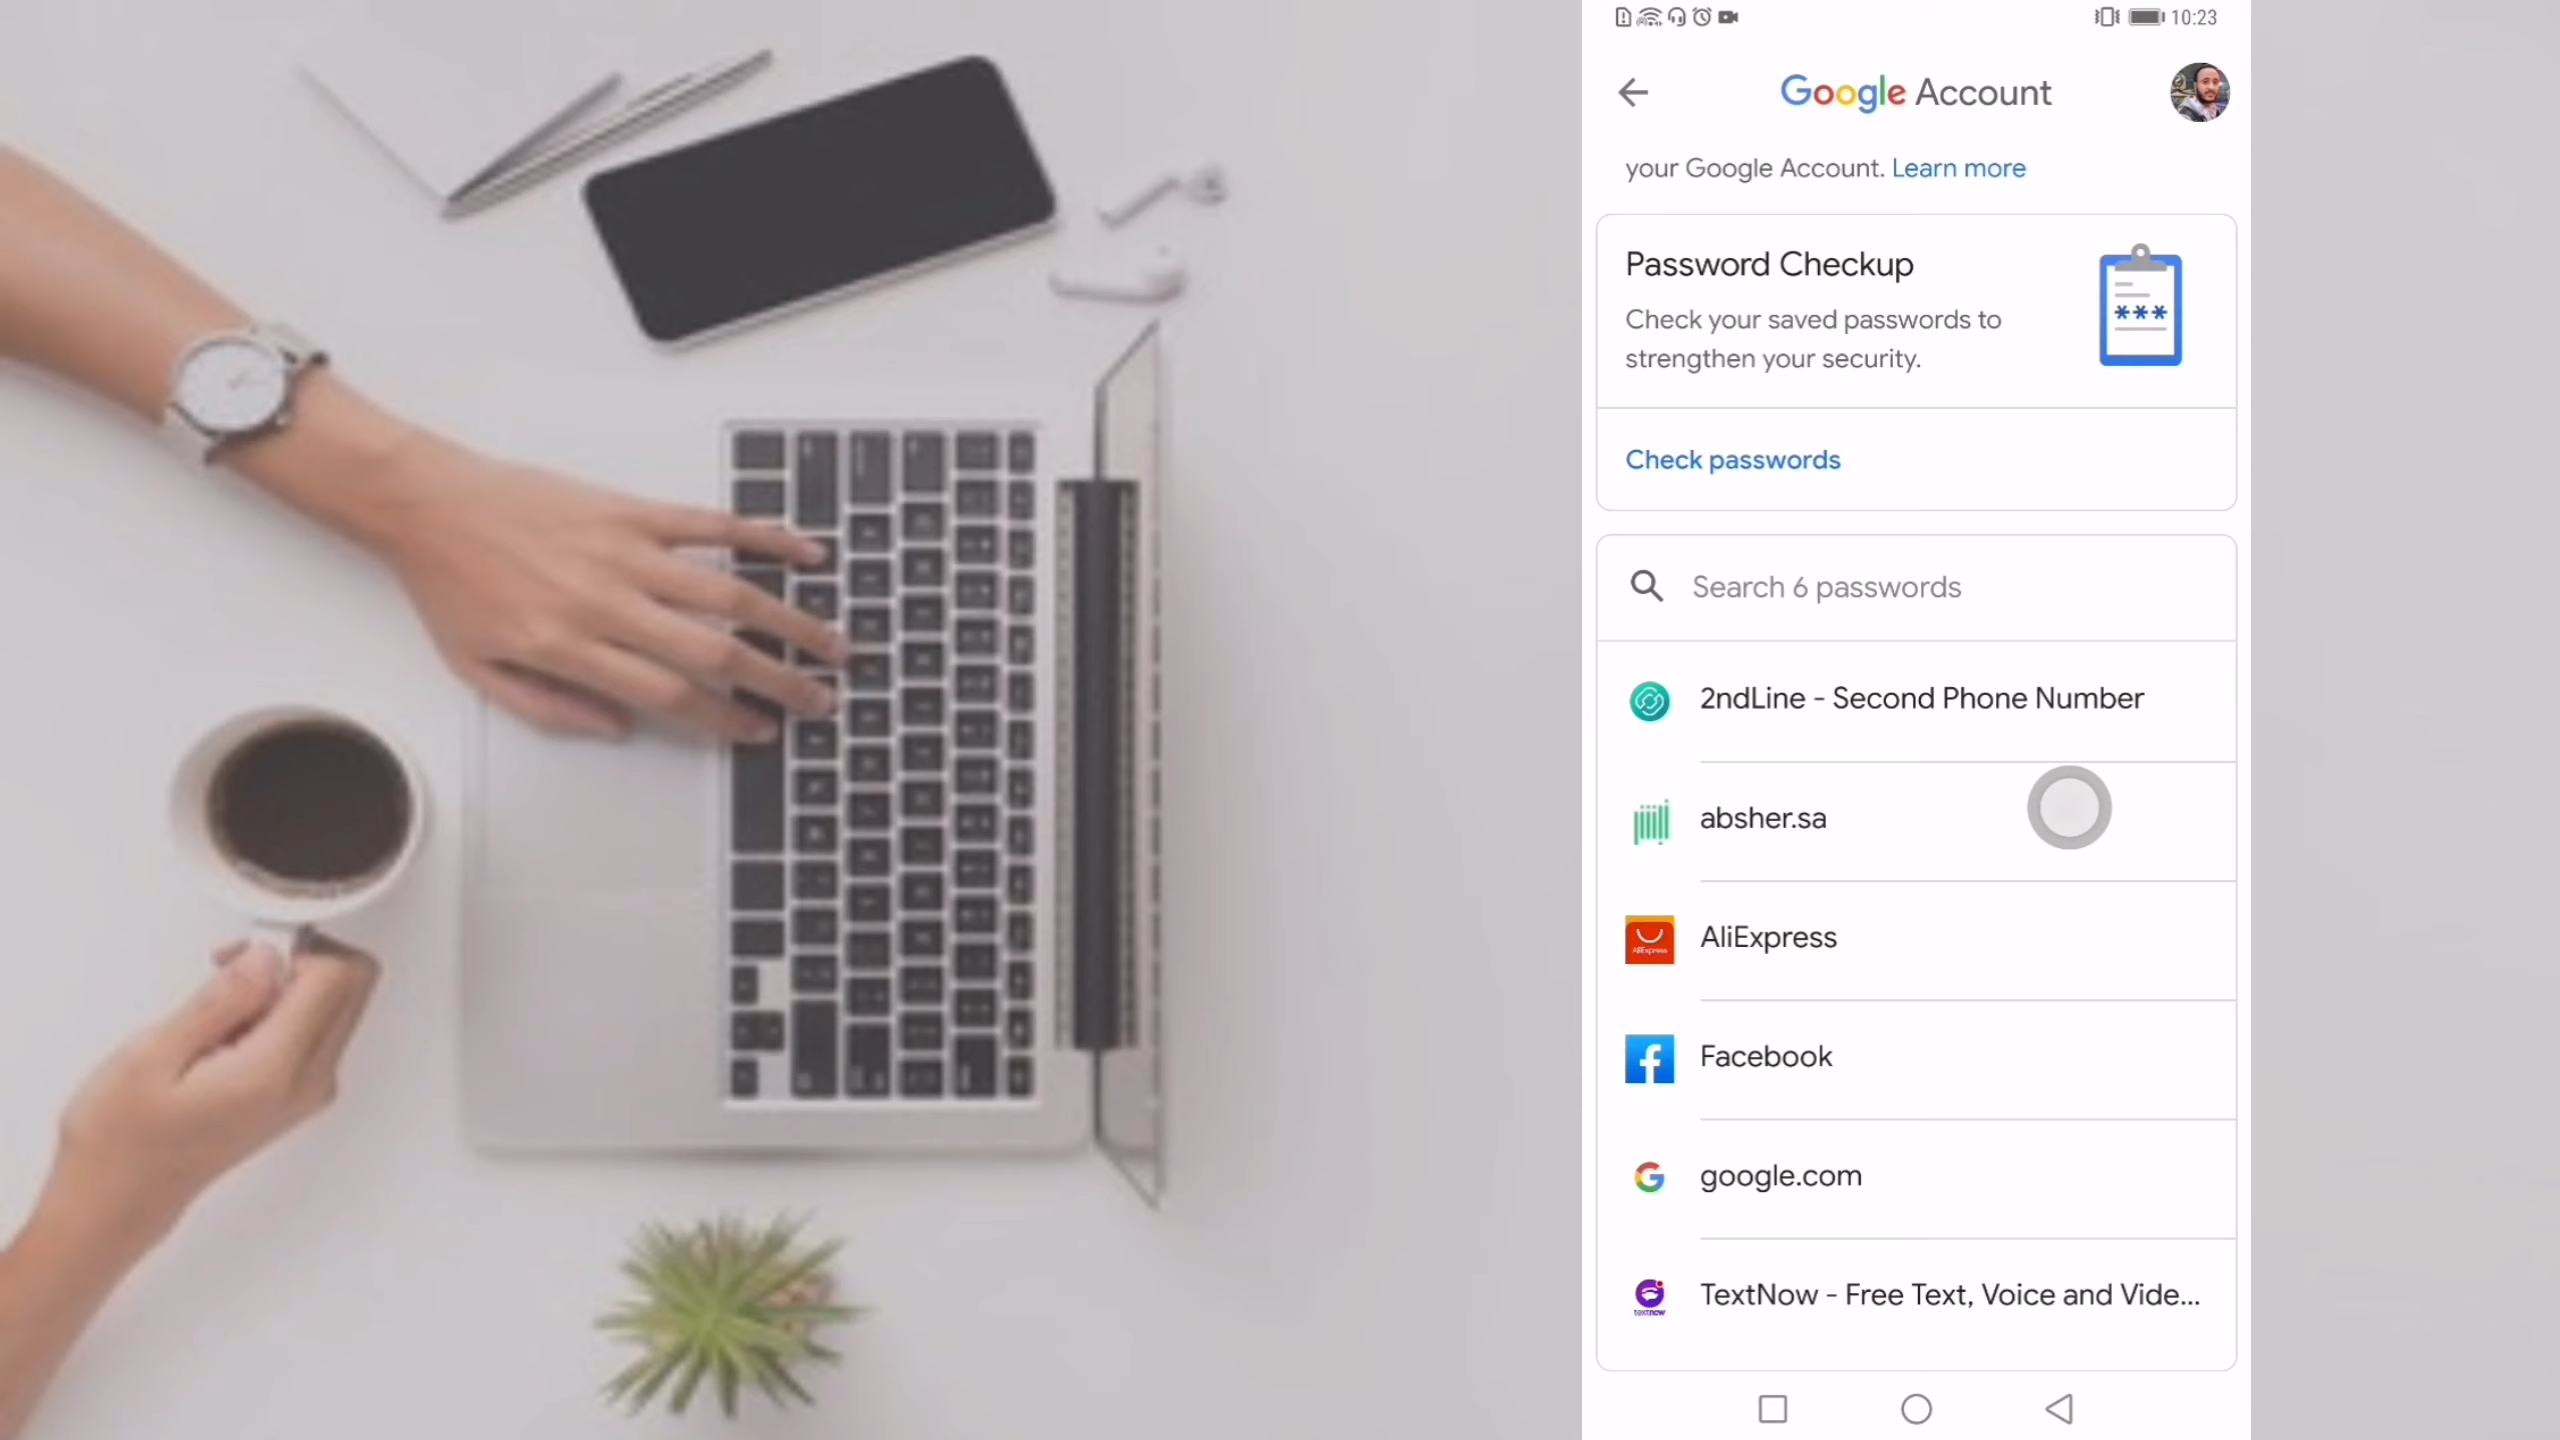 10:23
Google Account
your Google Account. Learn more
Password Checkup
Check your saved passwords to
strengthen your security.
***
Check passwords
Search 6 passwords
2ndLine - Second Phone Number
absher.sa
AliExpress
AliExpress
Facebook
google.com
textnow
TextNow - Free Text, Voice and Vide...